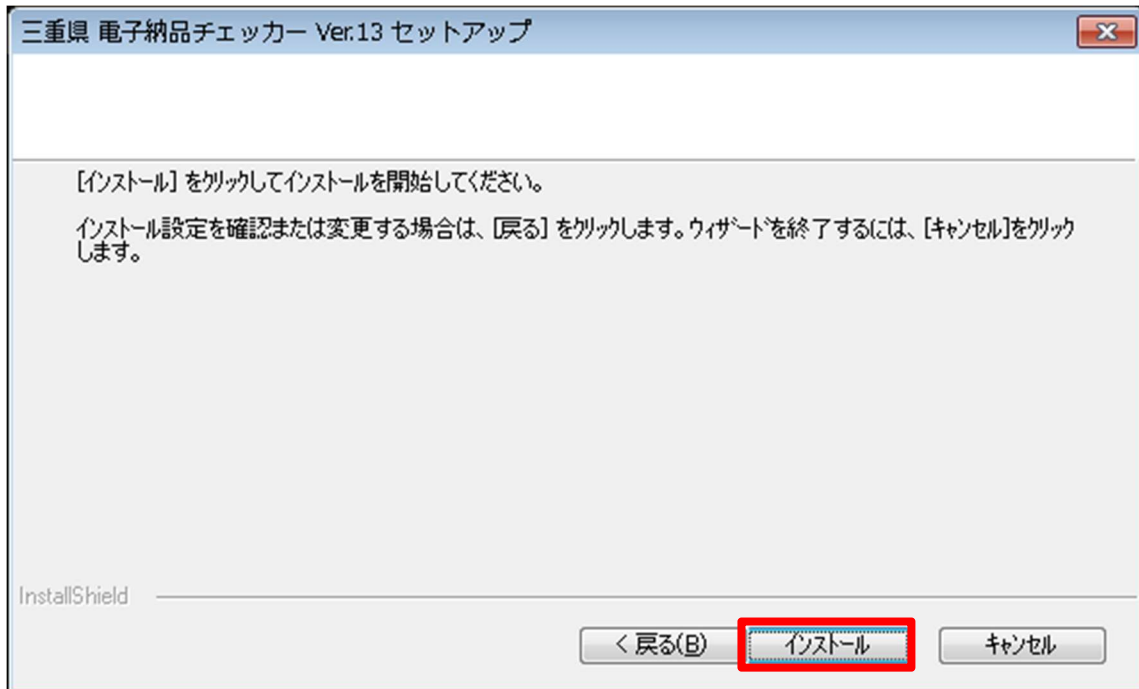 三重県 電子納品チェッカー Ver.13 セットアップ
[インストール] をクリックしてインストールを開始してください。
インストール設定を確認または変更する場合は、[戻る] をクリックします。ウィザードを終了するには、[キャンセル]をクリック
します。
InstallShield
< 戻る(B) インストール キャンセル